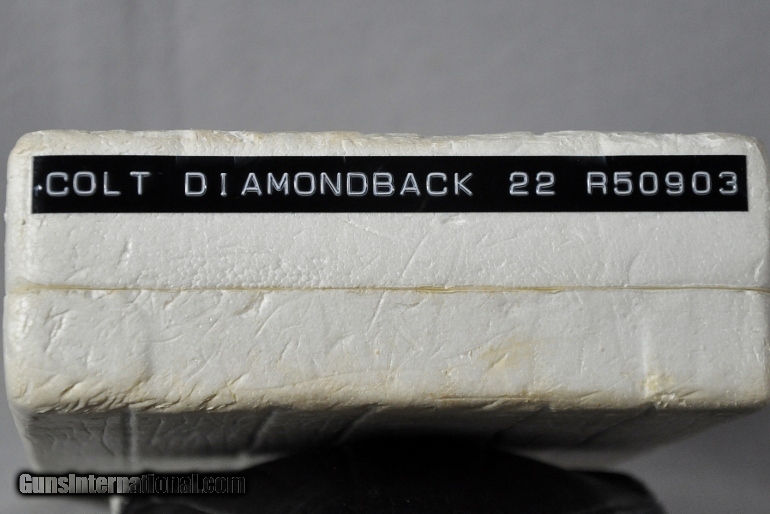 COLT DIAMONDBACK 22 R50903
GunsInternational.com